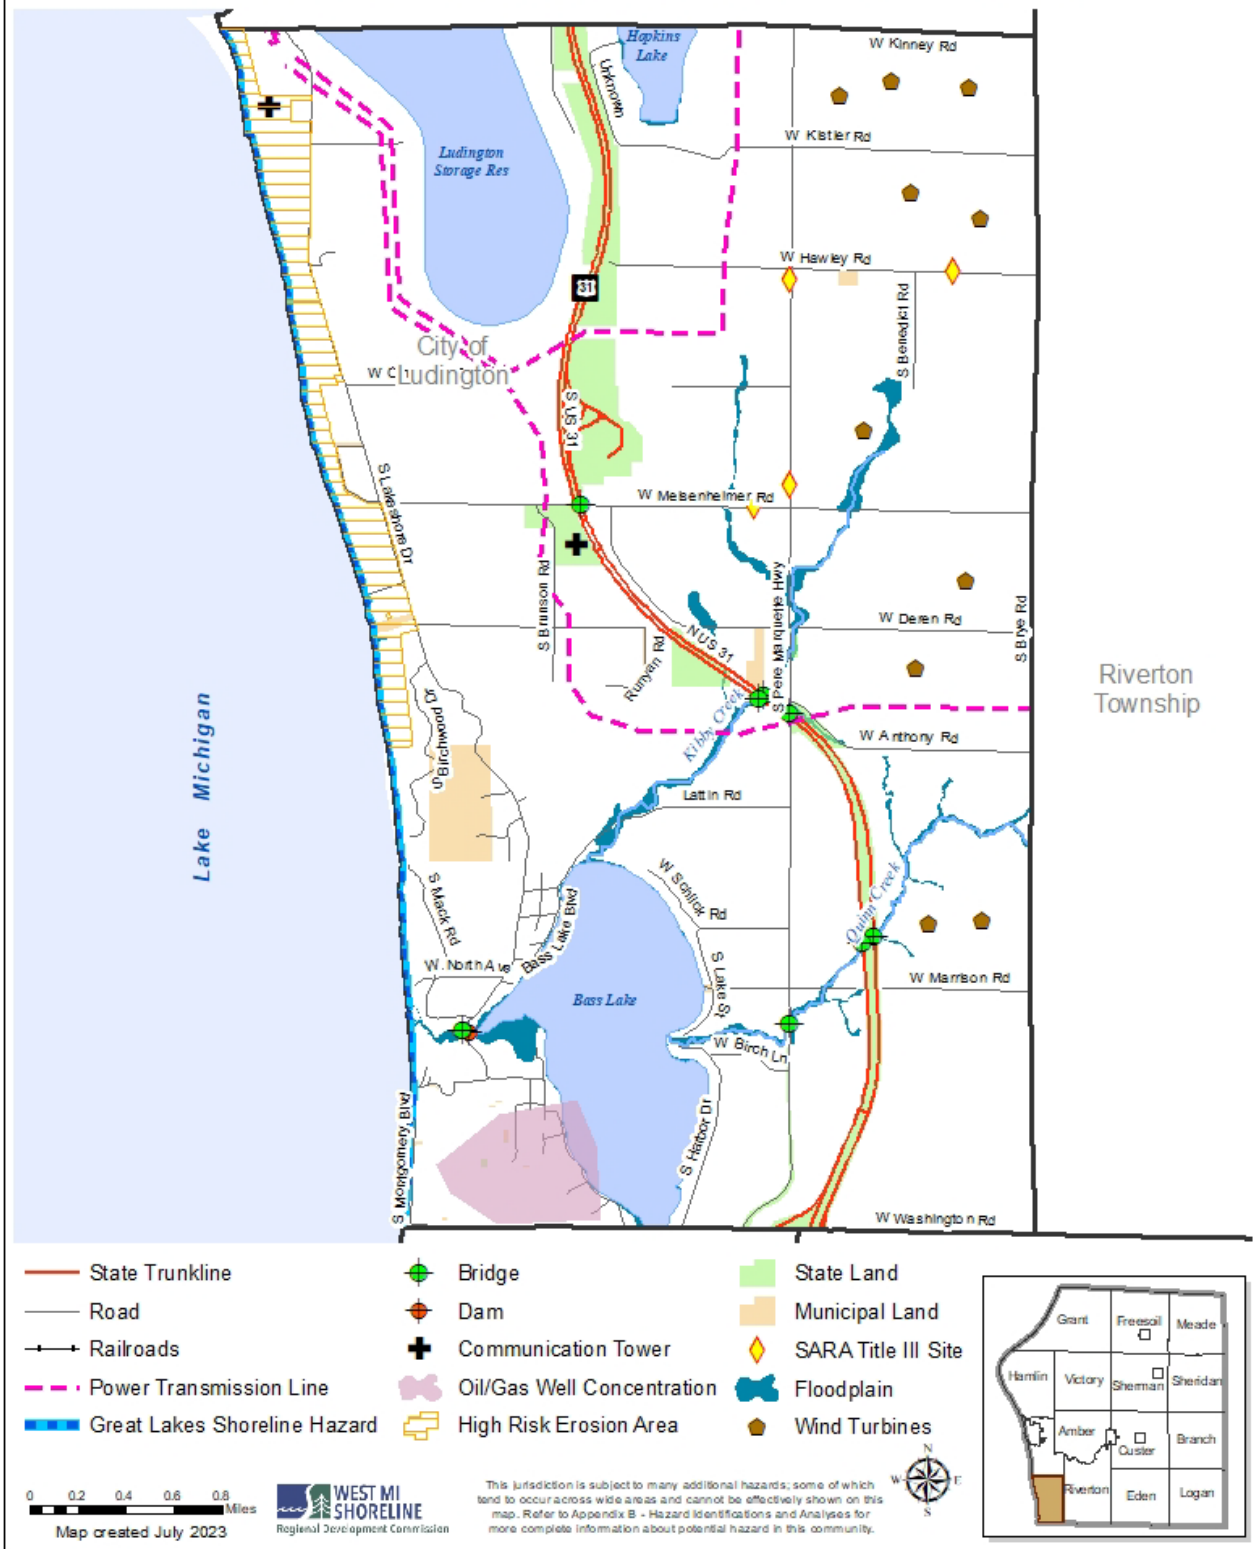 W Kinney Rd
Hopkins
Lake
Unknown
W Kistler Rd
Ludington
Storage Res
W Hawley Rd
31
S Benedict Rd
City of
Ludington
W
S US 31
S Lakeshore Dr
W Meisenheimer Rd
S Brunson Rd
S Pere Marquette Hwy
W Deren Rd
S Brye Rd
N US 31
Runyan Rd
Riverton
Township
Kibby Creek
W Anthony Rd
S Birchwood Dr
Lattin Rd
Lake Michigan
W Schlick Rd
S Mack Rd
Bass Lake Blvd
Quinn Creek
W North Ave
S Lake St
W Marrison Rd
Bass Lake
W Birch Ln
S Montgomery Blvd
S Harbor Dr
W Washington Rd
State Trunkline
Road
Railroads
Power Transmission Line
Great Lakes Shoreline Hazard
Bridge
Dam
Communication Tower
Oil/Gas Well Concentration
High Risk Erosion Area
State Land
Municipal Land
SARA Title III Site
Floodplain
Wind Turbines
Grant
Freesoil
Meade
Hamlin
Victory
Sherman
Sheridan
Amber
Custer
Branch
Riverton
Eden
Logan
0 0.2 0.4 0.6 0.8
Miles
Map created July 2023
WEST MI
SHORELINE
Regional Development Commission
This jurisdiction is subject to many additional hazards; some of which
tend to occur across wide areas and cannot be effectively shown on this
map. Refer to Appendix B - Hazard Identifications and Analyses for
more complete information about potential hazard in this community.
N
W E
S